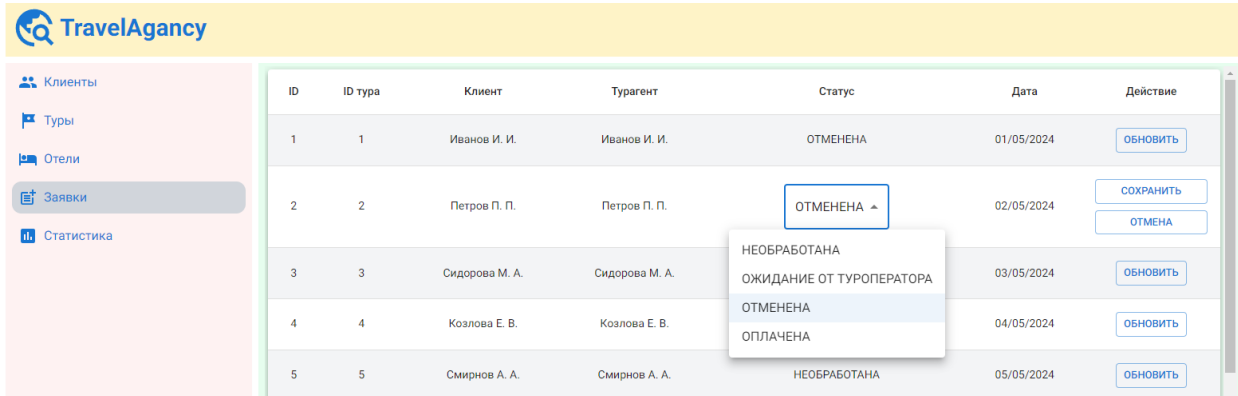 TravelAgancy
Клиенты
Туры
Отели
Заявки
Статистика
ID ID тура Клиент Турагент Статус Дата Действие
1 1 Иванов И. И. Иванов И. И. ОТМЕНЕНА 01/05/2024 ОБНОВИТЬ
2 2 Петров П. П. Петров П. П. ОТМЕНЕНА 02/05/2024 СОХРАНИТЬ
ОТМЕНА
НЕОБРАБОТАНА
ОЖИДАНИЕ ОТ ТУРОПЕРАТОРА
ОТМЕНЕНА
ОПЛАЧЕНА
3 3 Сидорова М. А. Сидорова М. А. 03/05/2024 ОБНОВИТЬ
4 4 Козлова Е. В. Козлова Е. В. 04/05/2024 ОБНОВИТЬ
5 5 Смирнов А. А. Смирнов А. А. НЕОБРАБОТАНА 05/05/2024 ОБНОВИТЬ